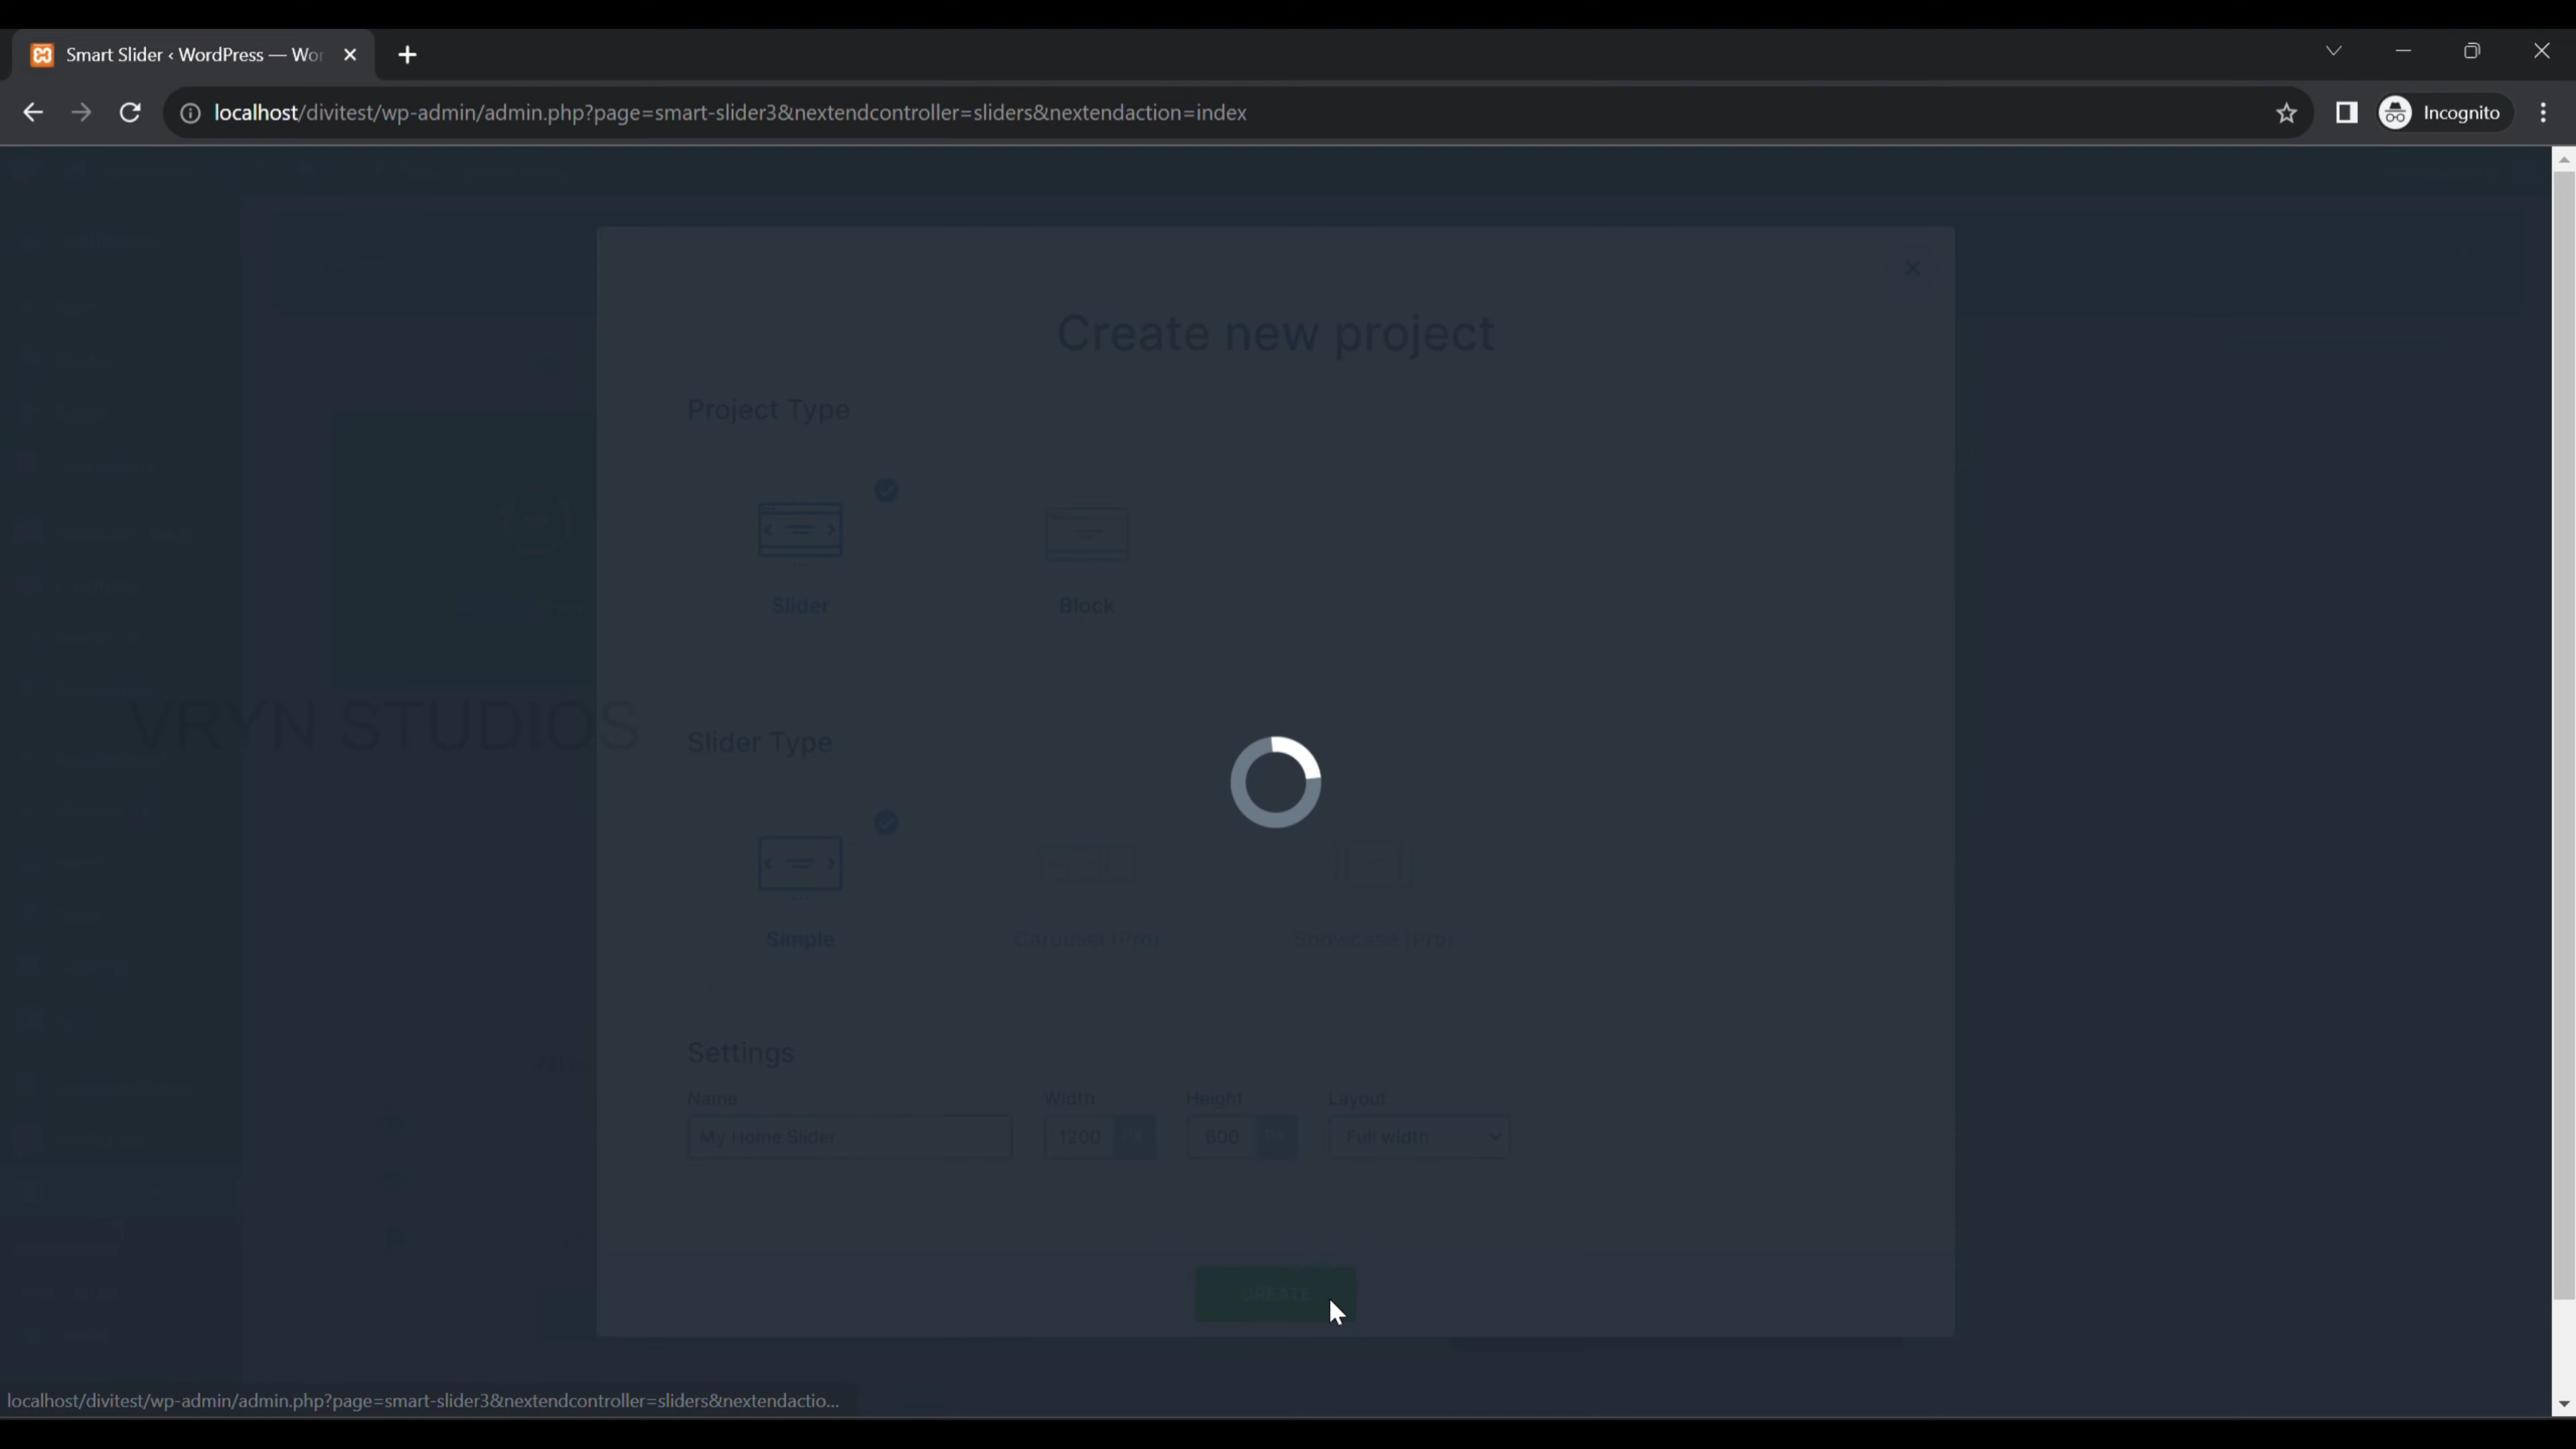 Smart Slider ‹ WordPress — Wor
localhost/divitest/wp-admin/admin.php?page=smart-slider3&nextendcontroller=sliders&nextendaction=index
Incognito
Create new project
Project Type
Slider
Block
VRYN STUDIOS
Slider Type
Simple
Carousel (Pro)
Showcase (Pro)
Settings
Name
Width
Height
Layout
My Home Slider
1200
PX
600
PX
Full width
CREATE
localhost/divitest/wp-admin/admin.php?page=smart-slider3&nextendcontroller=sliders&nextendactio...